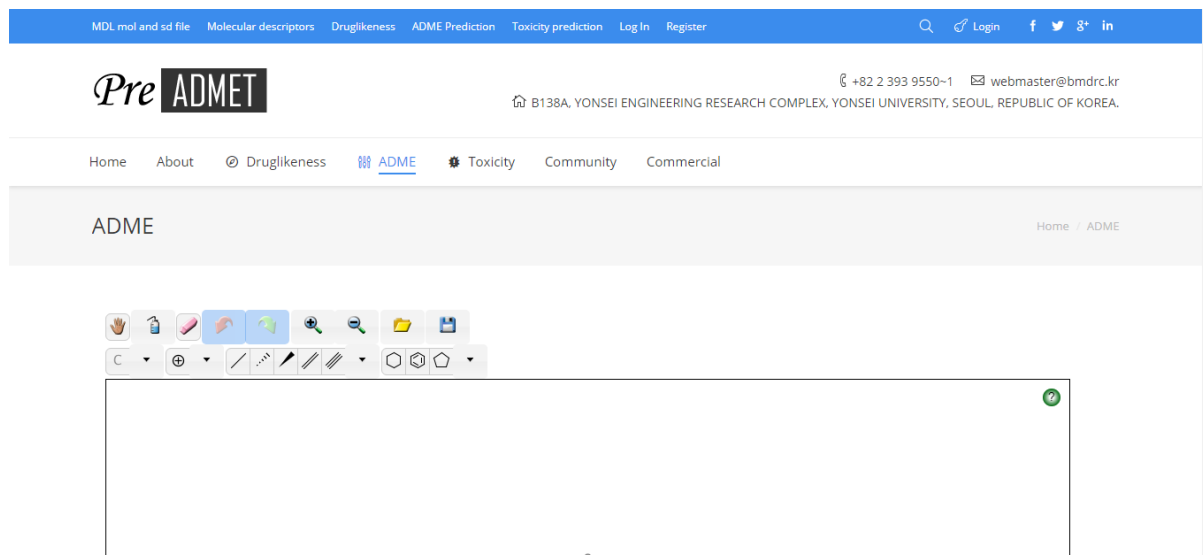 MDL mol and sd file Molecular descriptors Druglikeness ADME Prediction Toxicity prediction Log In Register Login f g+ in
Pre ADMET
+82 2 393 9550~1 webmaster@bmdrc.kr
B138A, YONSEI ENGINEERING RESEARCH COMPLEX, YONSEI UNIVERSITY, SEOUL, REPUBLIC OF KOREA.
Home About Druglikeness ADME Toxicity Community Commercial
ADME Home / ADME
C
?